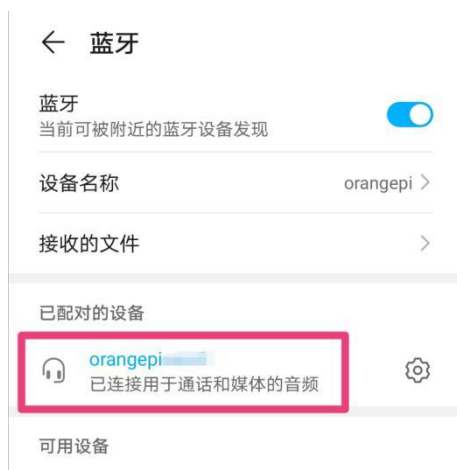 蓝牙
蓝牙
当前可被附近的蓝牙设备发现
设备名称
orangepi
接收的文件
已配对的设备
orangepi
已连接用于通话和媒体的音频
可用设备